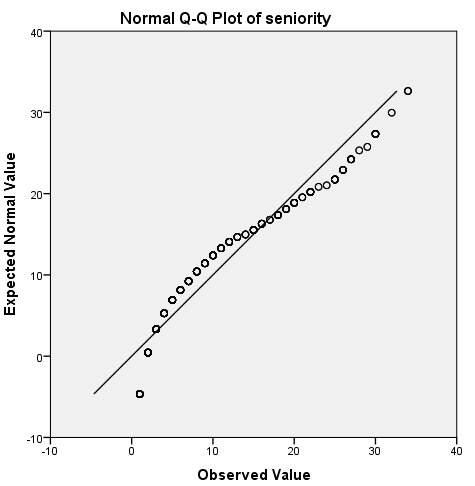 Normal Q-Q Plot of seniority
40
30
20
10
0
-10
Expected Normal Value
-10 0 10 20 30 40
Observed Value